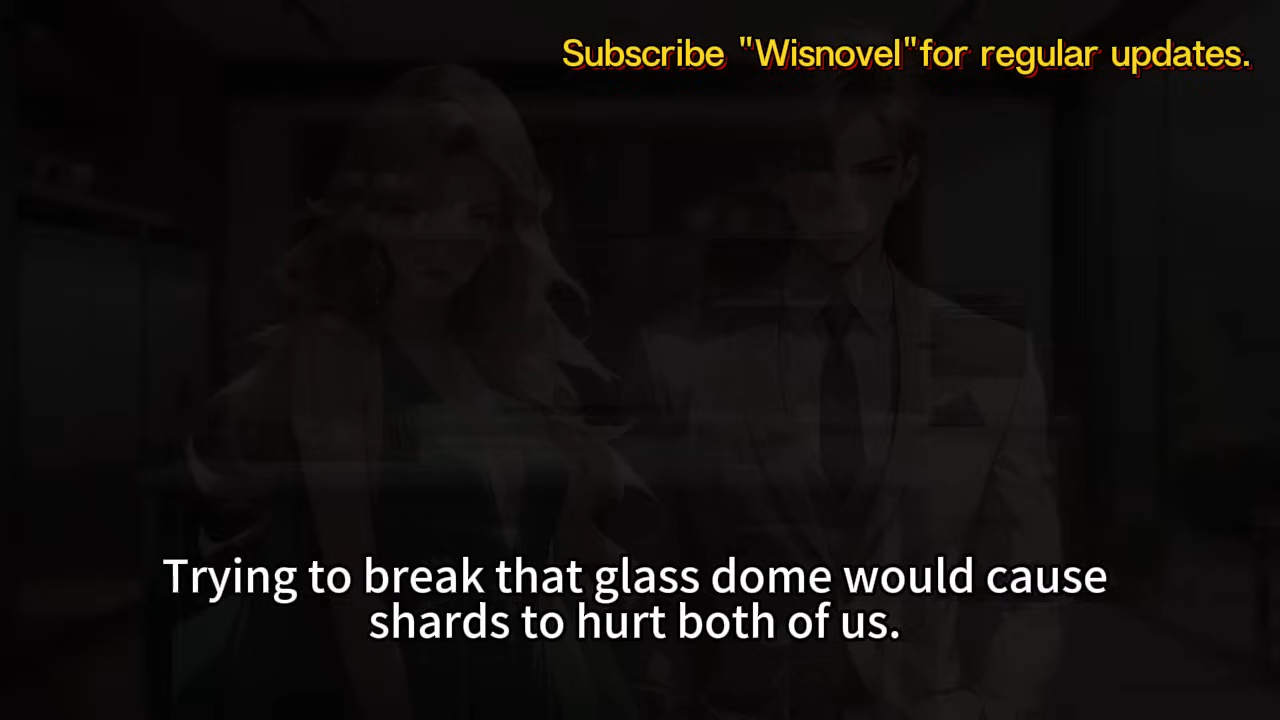 Subscribe "Wisnovel"for regular updates.
Trying to break that glass dome would cause
shards to hurt both of us.